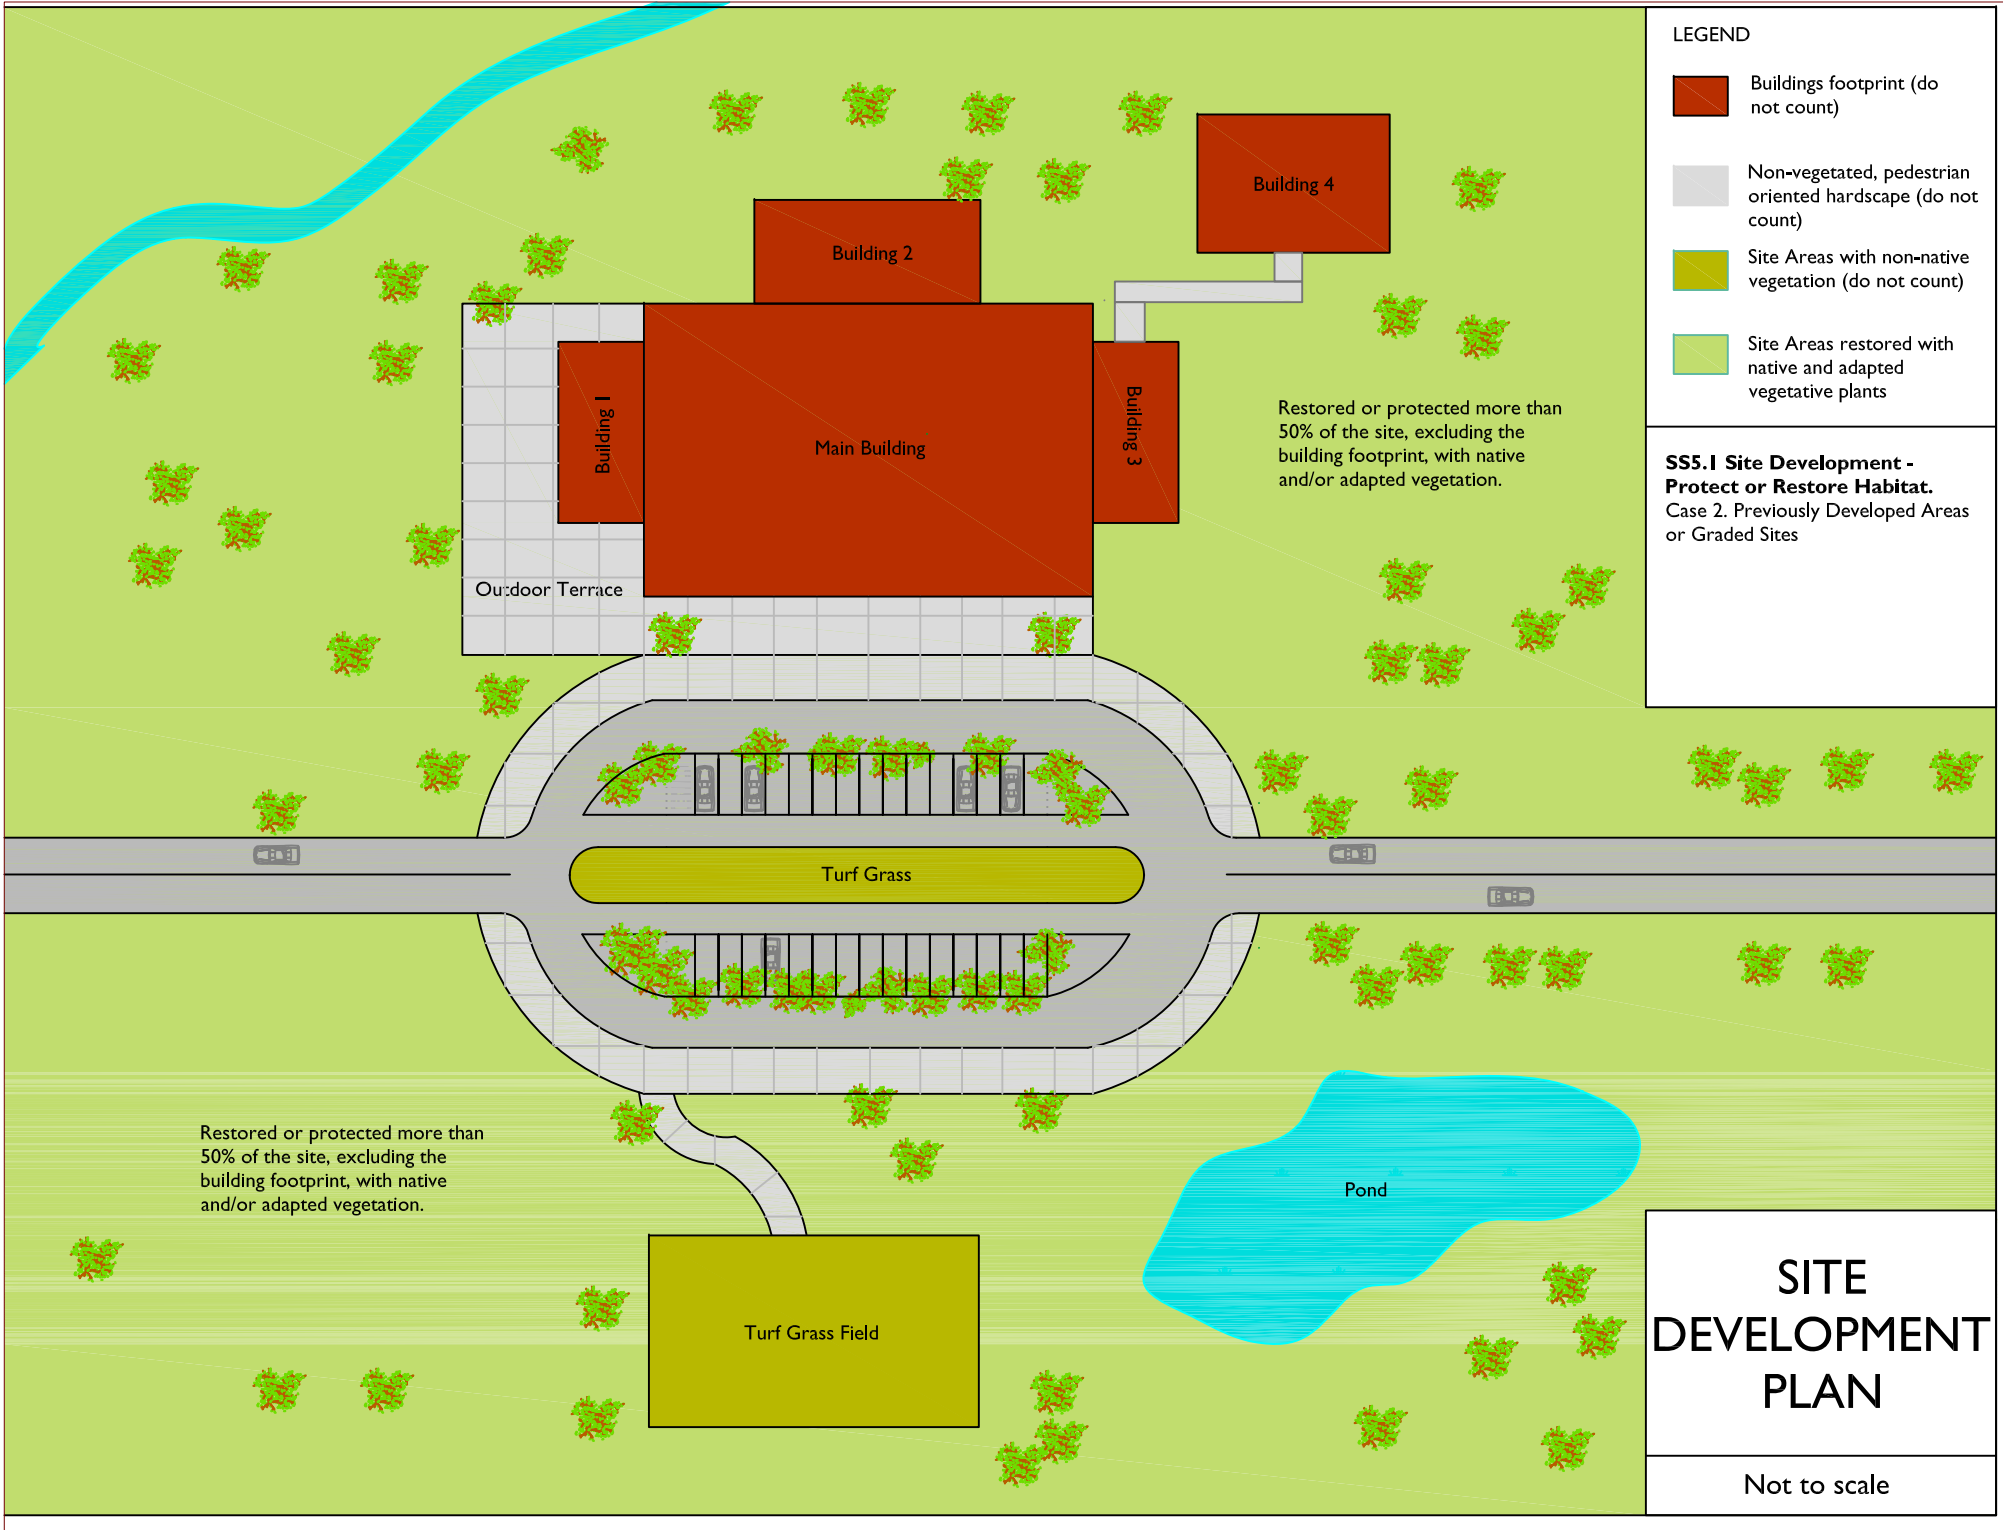 LEGEND
Buildings footprint (do
not count)
Non-vegetated, pedestrian
oriented hardscape (do not
count)
Site Areas with non-native
vegetation (do not count)
Site Areas restored with
native and adapted
vegetative plants
SS5.1 Site Development -
Protect or Restore Habitat.
Case 2. Previously Developed Areas
or Graded Sites
Building 4
Building 2
Building 1
Main Building
Building 3
Restored or protected more than
50% of the site, excluding the
building footprint, with native
and/or adapted vegetation.
Outdoor Terrace
Turf Grass
Restored or protected more than
50% of the site, excluding the
building footprint, with native
and/or adapted vegetation.
Pond
Turf Grass Field
SITE
DEVELOPMENT
PLAN
Not to scale